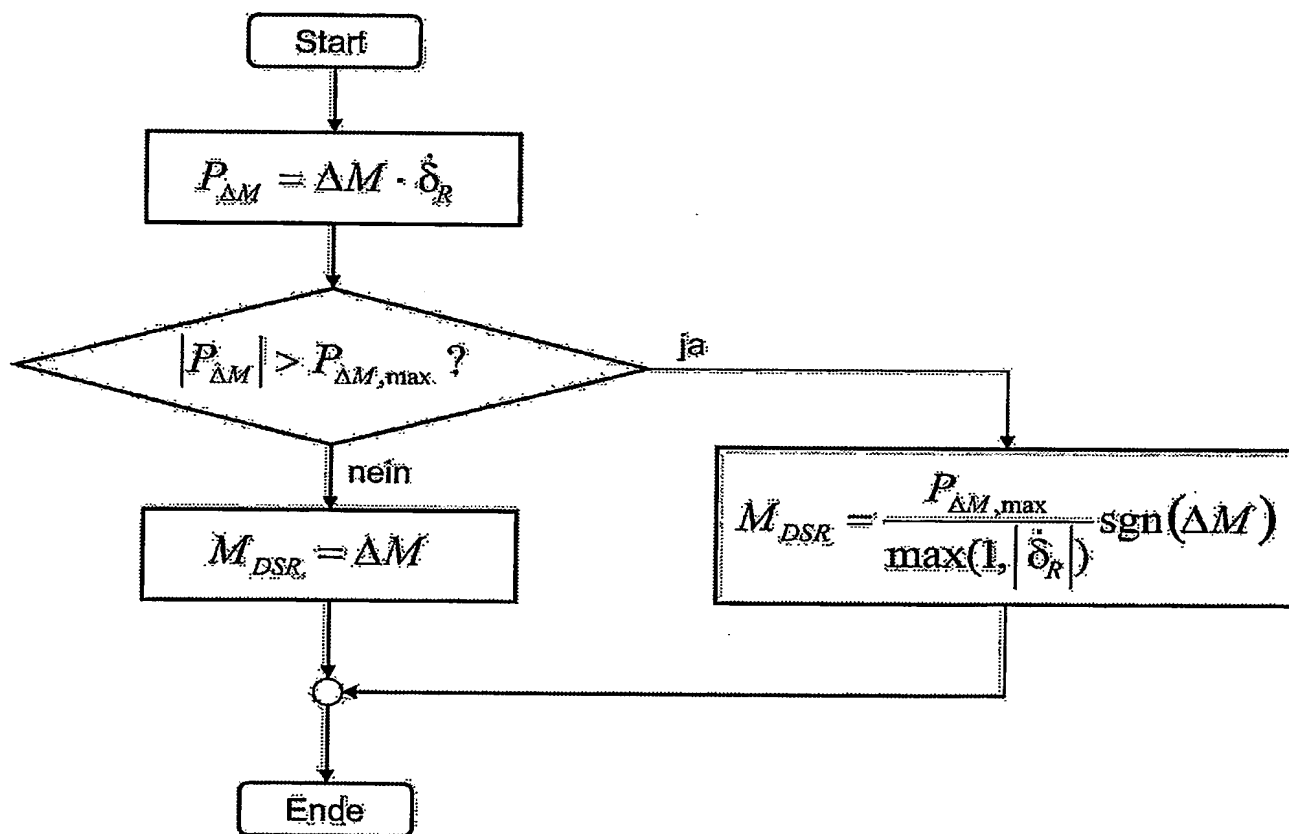 Start
P_ΔM = ΔM · δ̇_R
|P_ΔM| > P_ΔM,max. ?
ja
nein
M_DSR = ΔM
M_DSR = P_ΔM,max / max(1, |δ̇_R|) sgn(ΔM)
Ende